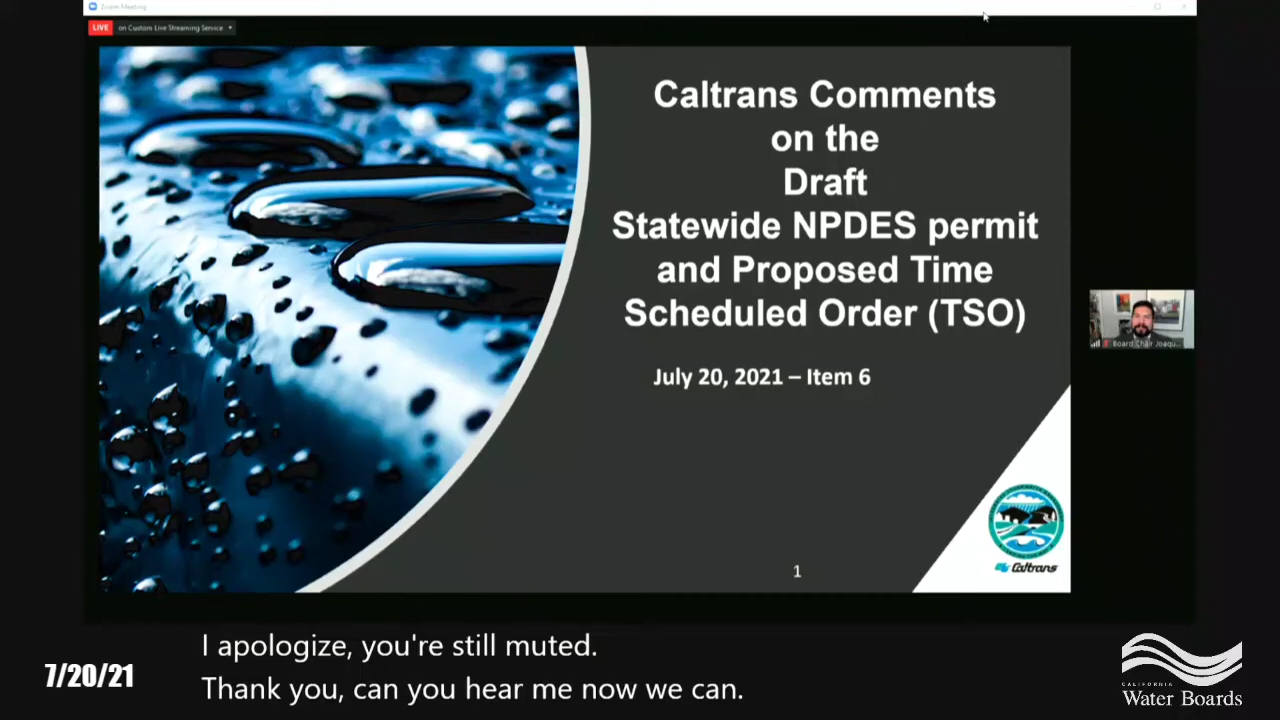 Zoom Meeting
LIVE on Custom Live Streaming Service
Caltrans Comments
on the
Draft
Statewide NPDES permit
and Proposed Time
Scheduled Order (TSO)
July 20, 2021 – Item 6
Board Chair Joaqu...
1
Caltrans
I apologize, you're still muted.
7/20/21
Thank you, can you hear me now we can.
CALIFORNIA
Water Boards